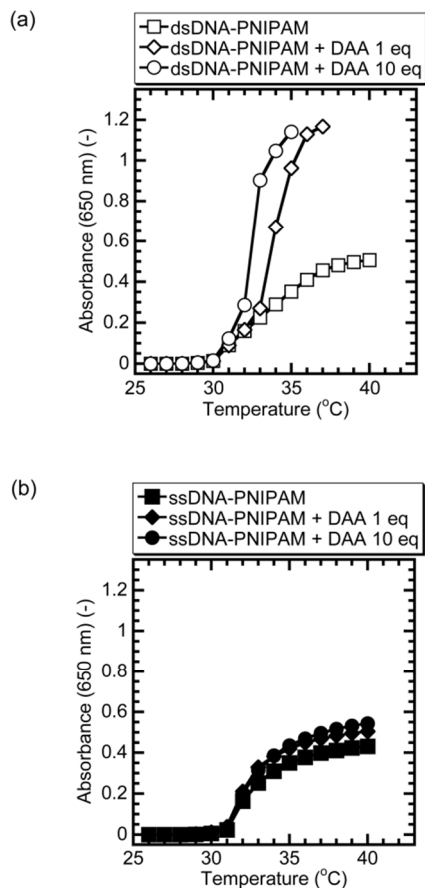 (a)
dsDNA-PNIPAM
dsDNA-PNIPAM + DAA 1 eq
dsDNA-PNIPAM + DAA 10 eq
Absorbance (650 nm) (-)
1.2
1
0.8
0.6
0.4
0.2
0
30 35 40
Temperature (°C)
(b)
ssDNA-PNIPAM
ssDNA-PNIPAM + DAA 1 eq
ssDNA-PNIPAM + DAA 10 eq
Absorbance (650 nm) (-)
1.2
1
0.8
0.6
0.4
0.2
0
30 35 40
Temperature (°C)